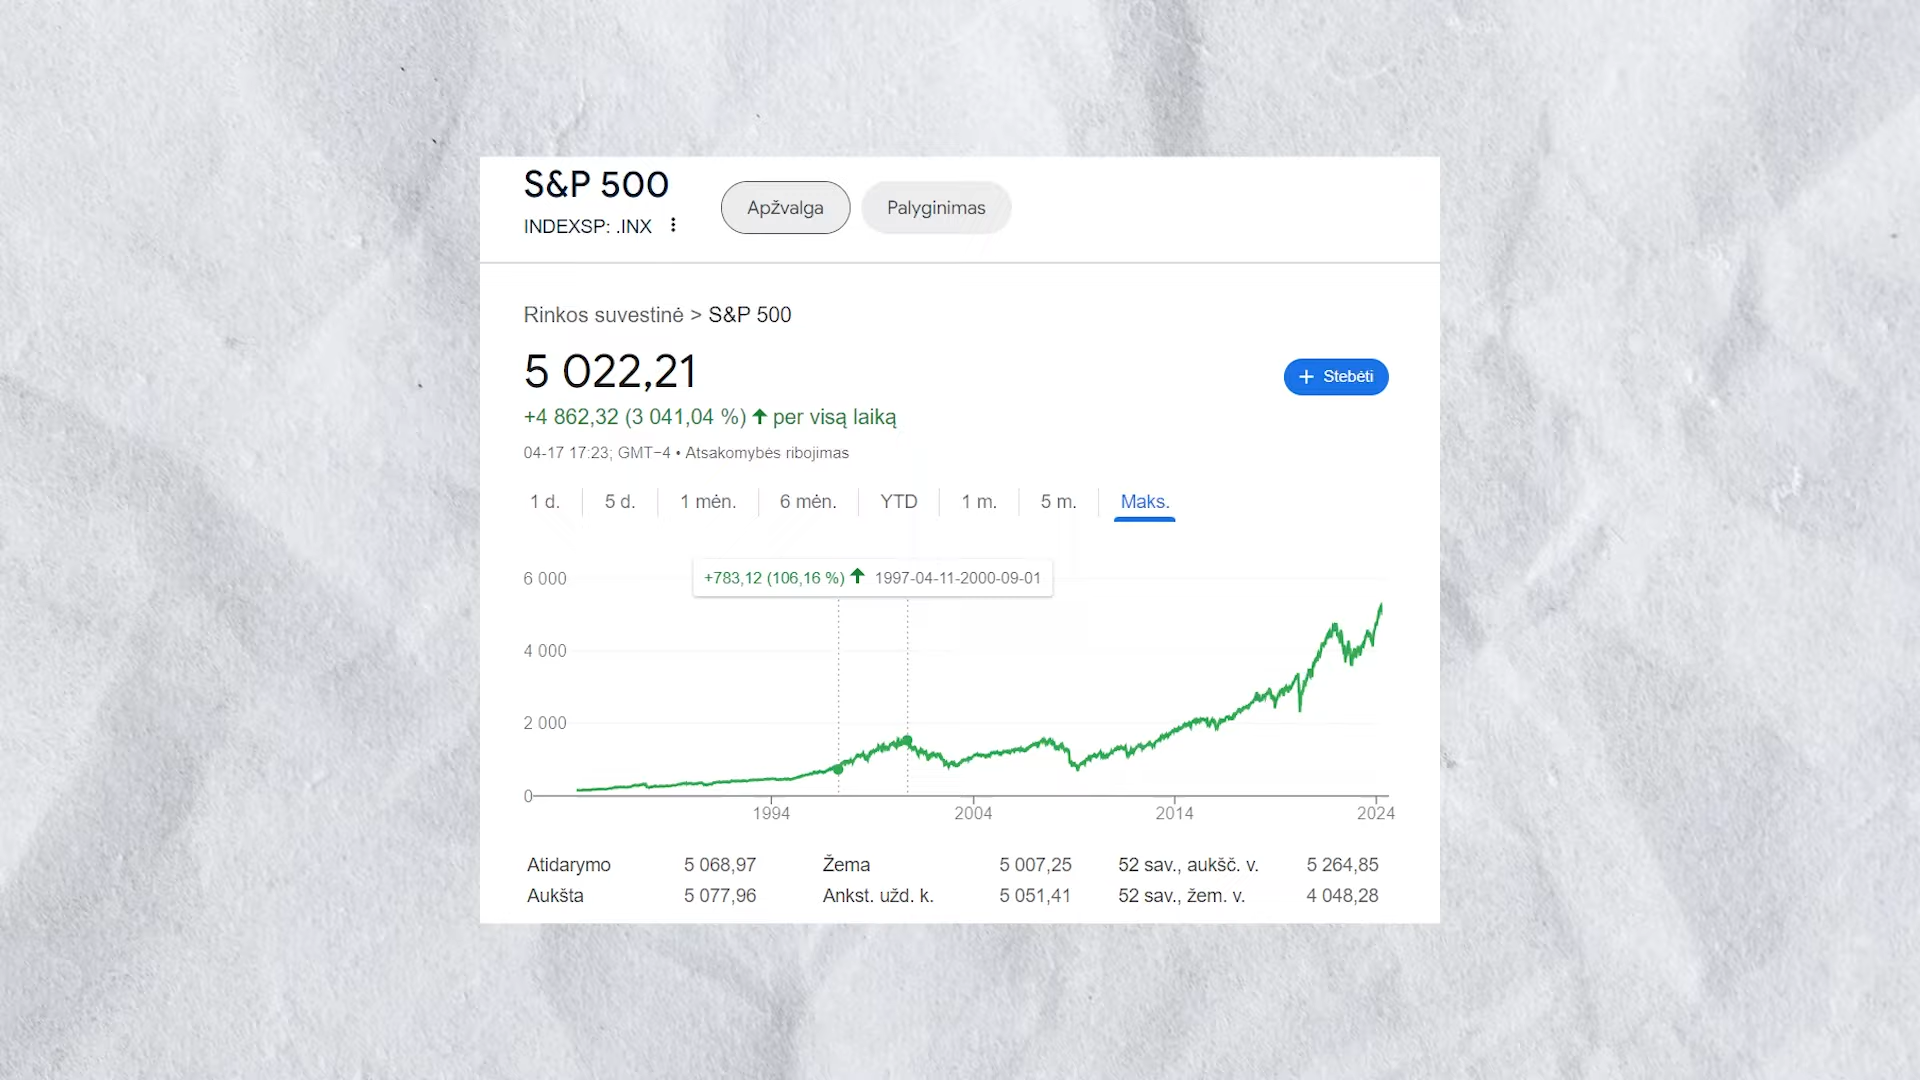 S&P 500
INDEXSP: .INX
Apžvalga
Palyginimas
Rinkos suvestinė > S&P 500
5 022,21
+4 862,32 (3 041,04 %) per visą laiką
+ Stebėti
04-17 17:23; GMT−4 • Atsakomybės ribojimas
1 d. 5 d. 1 mėn. 6 mėn. YTD 1 m. 5 m. Maks.
+783,12 (106,16 %) 1997-04-11-2000-09-01
6 000
4 000
2 000
0
1994 2004 2014 2024
Atidarymo 5 068,97 Žema 5 007,25 52 sav., aukšč. v. 5 264,85
Aukšta 5 077,96 Ankst. užd. k. 5 051,41 52 sav., žem. v. 4 048,28